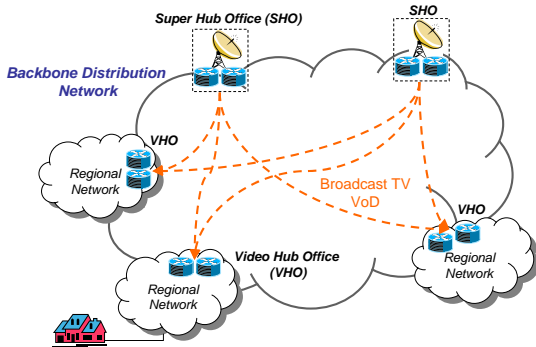 Super Hub Office (SHO)
SHO
Backbone Distribution
Network
VHO
Regional
Network
Broadcast TV
VoD
VHO
Regional
Network
Video Hub Office
(VHO)
Regional
Network